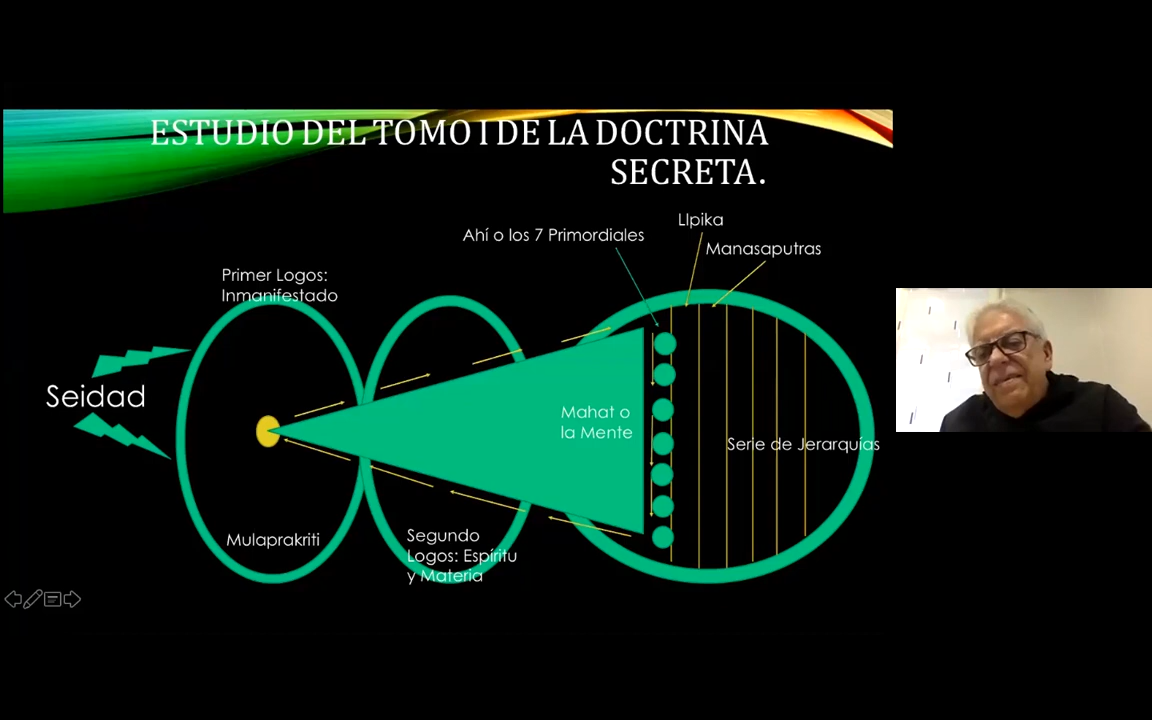 ESTUDIO DEL TOMO I DE LA DOCTRINA
SECRETA.
LIpika
Ahí o los 7 Primordiales
Manasaputras
Primer Logos:
Inmanifestado
Seidad
Mahat o
la Mente
Serie de Jerarquías
Mulaprakriti
Segundo
Logos: Espíritu
y Materia